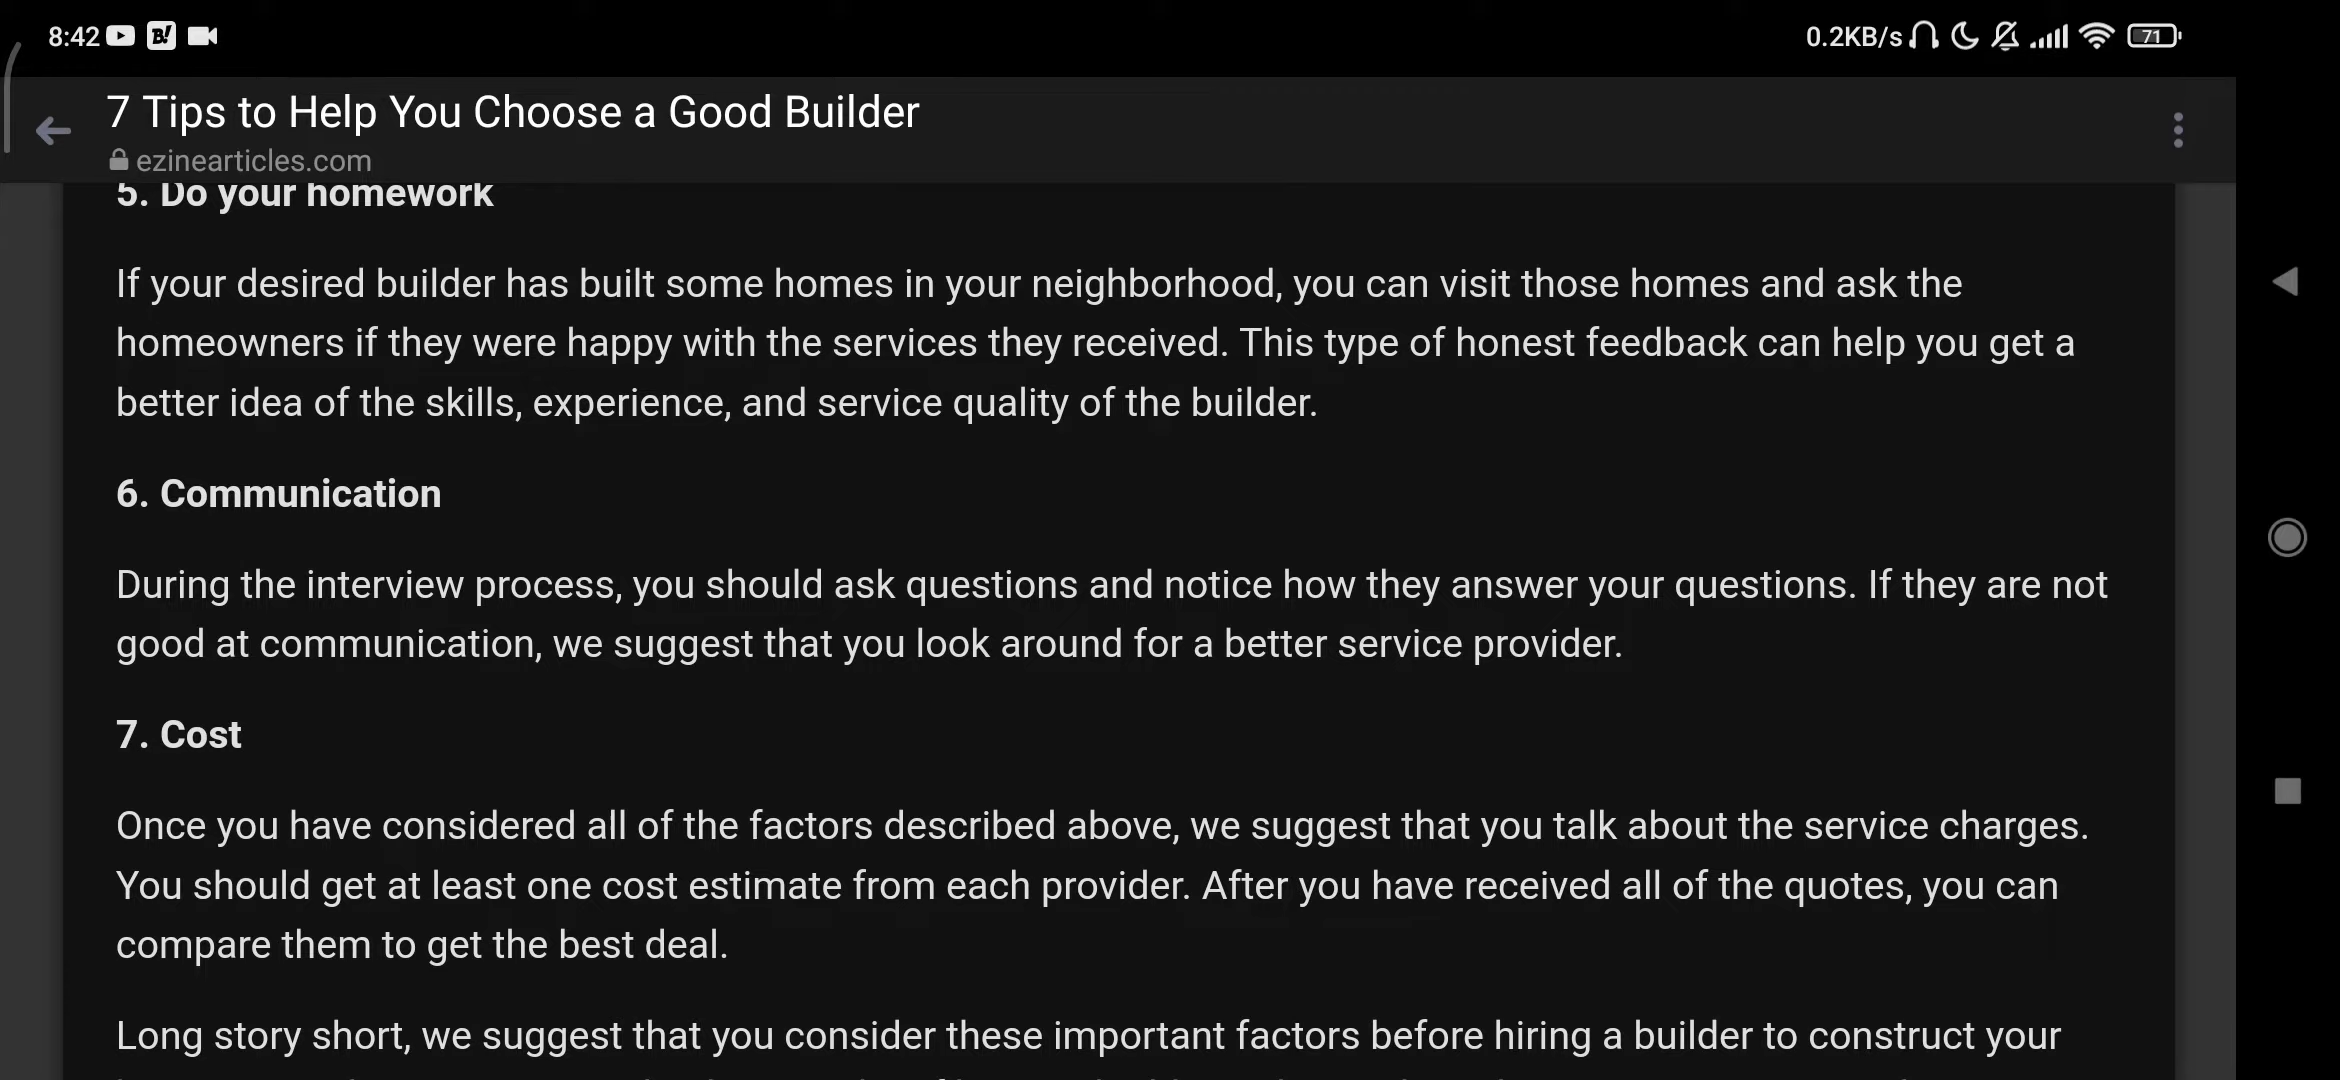 8:42
B!
0.2KB/s
71
7 Tips to Help You Choose a Good Builder
ezinearticles.com
5. Do your homework
If your desired builder has built some homes in your neighborhood, you can visit those homes and ask the
homeowners if they were happy with the services they received. This type of honest feedback can help you get a
better idea of the skills, experience, and service quality of the builder.
6. Communication
During the interview process, you should ask questions and notice how they answer your questions. If they are not
good at communication, we suggest that you look around for a better service provider.
7. Cost
Once you have considered all of the factors described above, we suggest that you talk about the service charges.
You should get at least one cost estimate from each provider. After you have received all of the quotes, you can
compare them to get the best deal.
Long story short, we suggest that you consider these important factors before hiring a builder to construct your